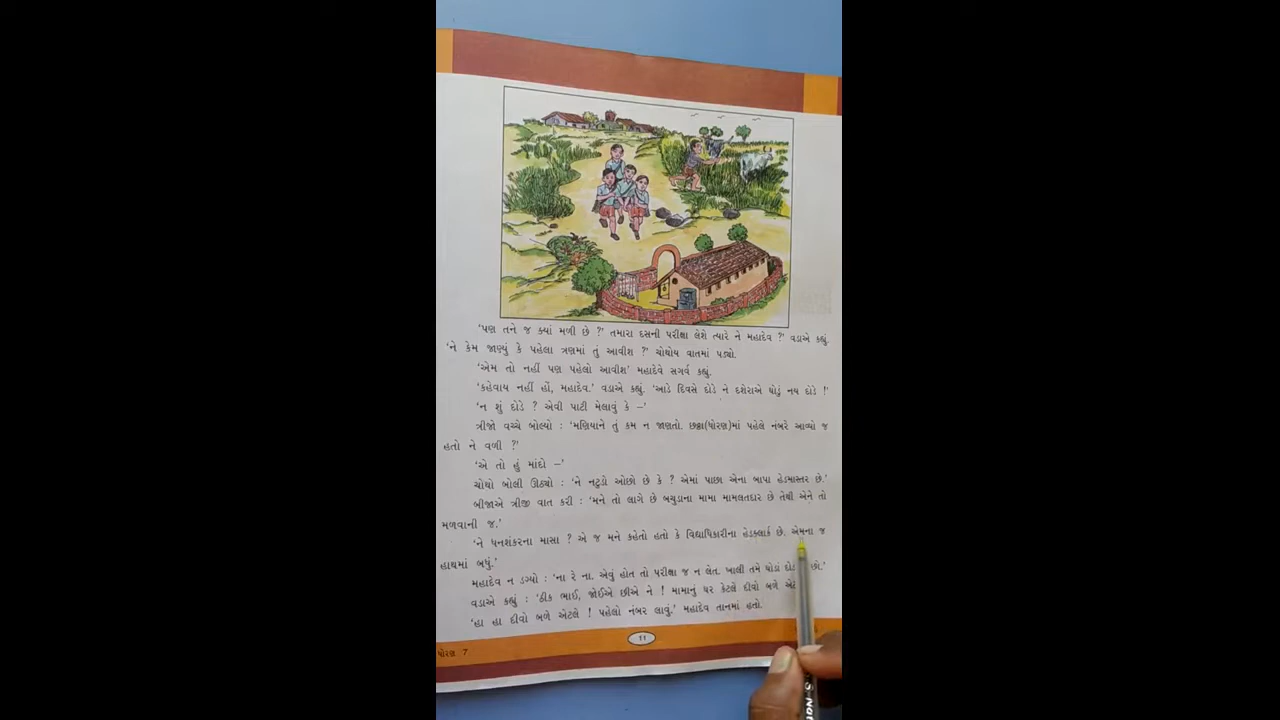 ‘પણ તને જ ક્યાં મળી છે ?’ તમારા દસની પરીક્ષા લેશે ત્યારે ને મહાદેવ ?’ વડાએ કહ્યું.
‘ને કેમ જાણ્યું કે પહેલા ત્રણમાં તું આવીશ ?’ ચોથોય વાતમાં પડ્યો.
‘એમ તો નહીં પણ પહેલો આવીશ’ મહાદેવે સગર્વ કહ્યું.
‘કહેવાય નહીં હોં, મહાદેવ.’ વડાએ કહ્યું. ‘આડે દિવસે દોડે ને દશેરાએ ઘોડું નય દોડે !’
‘ન શું દોડે ? એવી પાટી મેલાવું કે –’
ત્રીજો વચ્ચે બોલ્યો : ‘મણિયાને તું કમ ન જાણતો. છઠ્ઠા(ધોરણ)માં પહેલે નંબરે આવ્યો જ
હતો ને વળી ?’
‘એ તો હું માંદો –’
ચોથો બોલી ઊઠ્યો : ‘ને નટુડો ઓછો છે કે ? એમાં પાછા એના બાપા હેડમાસ્તર છે.’
બીજાએ ત્રીજી વાત કરી : ‘મને તો લાગે છે બચુડાના મામા મામલતદાર છે તેથી એને તો
મળવાની જ.’
‘ને ધનશંકરના માસા ? એ જ મને કહેતો હતો કે વિદ્યાધિકારીના હેડક્લાર્ક છે. એમના જ
હાથમાં બધું.’
મહાદેવ ન ડગ્યો : ‘ના રે ના. એવું હોત તો પરીક્ષા જ ન લેત. ખાલી તમે ઘોડાં છો.’
વડાએ કહ્યું : ‘ઠીક ભાઈ, જોઈએ છીએ ને ! મામાનું ઘર કેટલે દીવો બળે
‘હા હા દીવો બળે એટલે ! પહેલો નંબર લાવું.’ મહાદેવ તાનમાં હતો.
11
ધોરણ 7